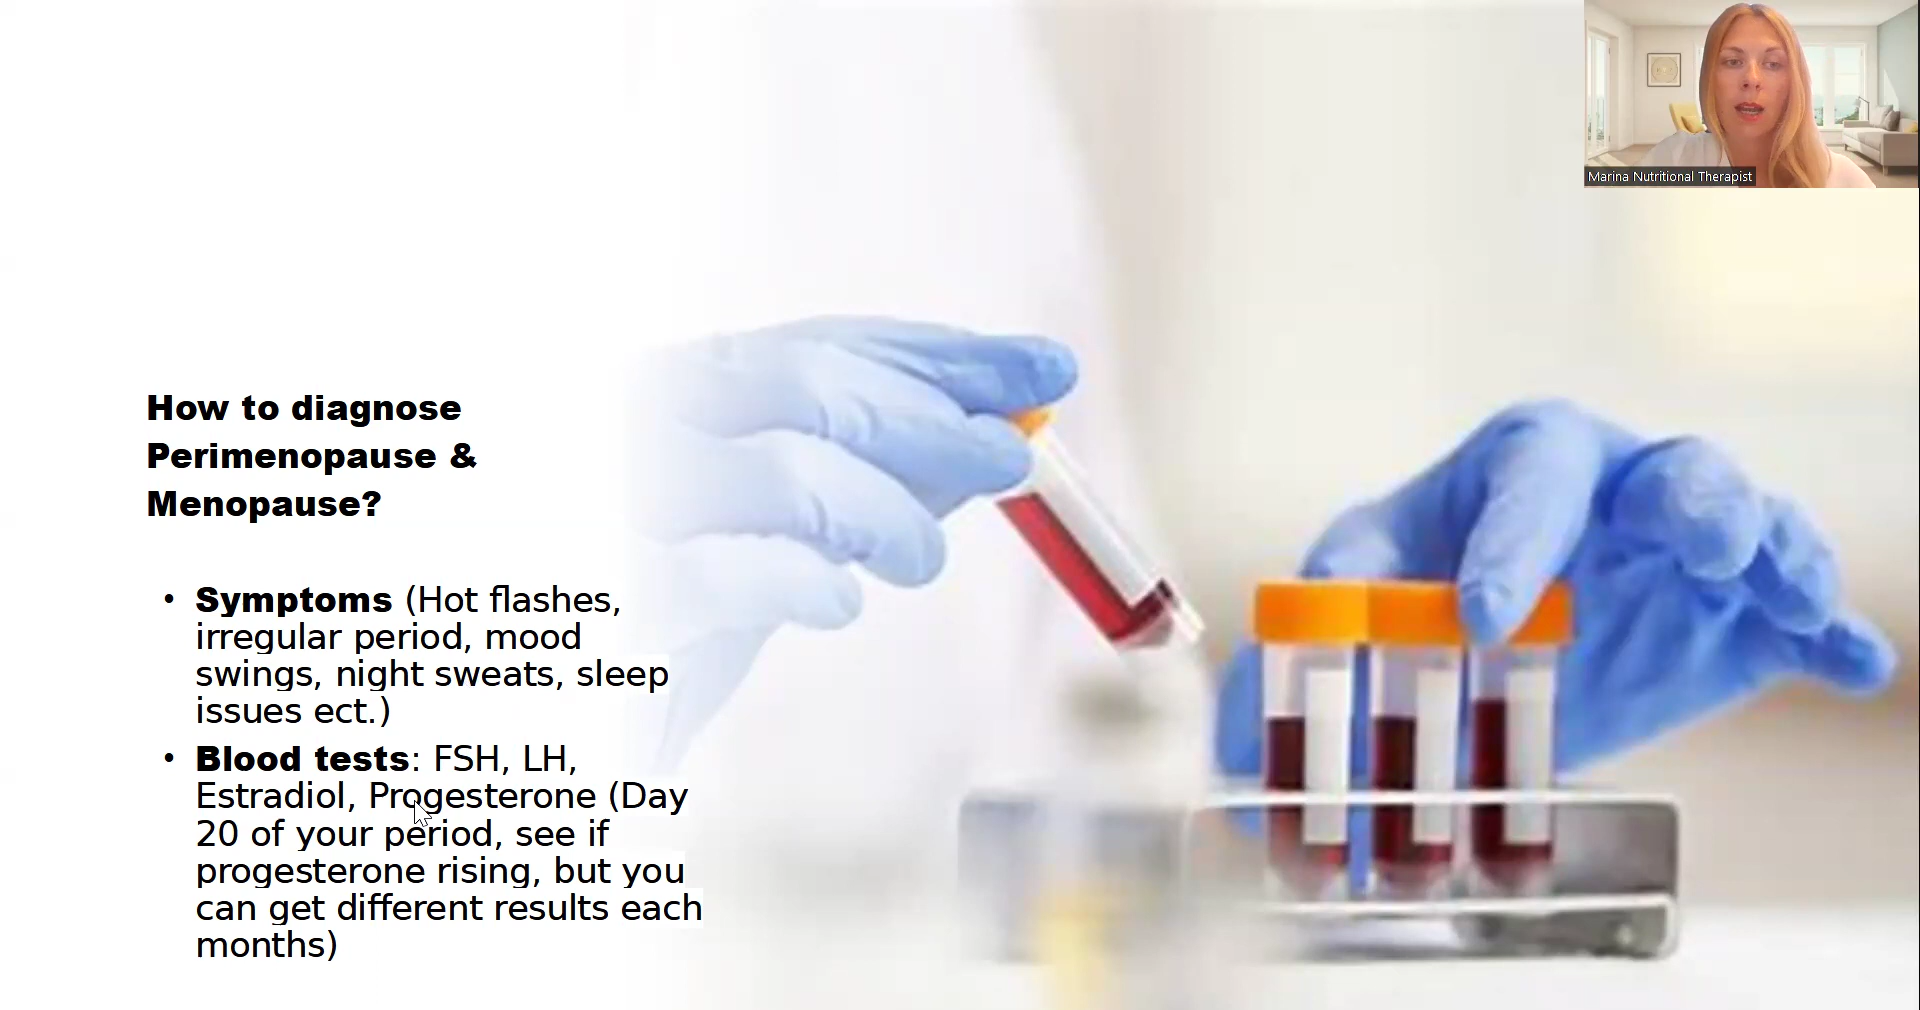 Marina Nutritional Therapist
How to diagnose
Perimenopause &
Menopause?
• Symptoms (Hot flashes,
irregular period, mood
swings, night sweats, sleep
issues ect.)
• Blood tests: FSH, LH,
Estradiol, Progesterone (Day
20 of your period, see if
progesterone rising, but you
can get different results each
months)